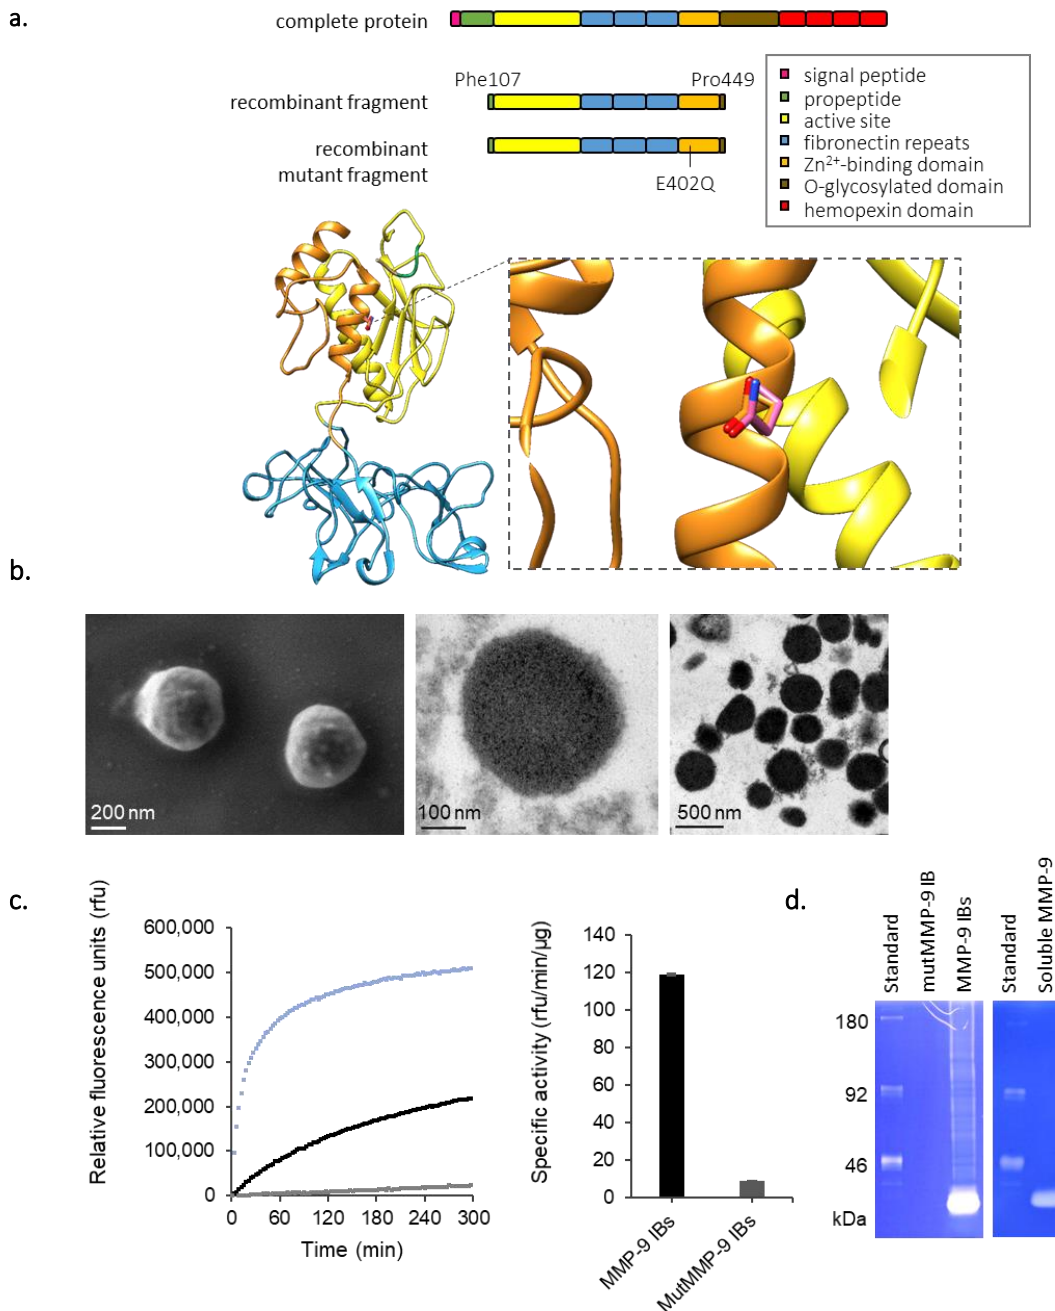 a.
complete protein
Phe107
Pro449
recombinant fragment
recombinant
mutant fragment
E402Q
signal peptide
propeptide
active site
fibronectin repeats
Zn²⁺-binding domain
O-glycosylated domain
hemopexin domain
b.
200 nm
100 nm
500 nm
c.
Relative fluorescence units (rfu)
600,000
500,000
400,000
300,000
200,000
100,000
0
0 60 120 180 240 300
Time (min)
Specific activity (rfu/min/µg)
140
120
100
80
60
40
20
0
MMP-9 IBs
MutMMP-9 IBs
d.
Standard
mutMMP-9 IB
MMP-9 IBs
Standard
Soluble MMP-9
180
92
46
kDa